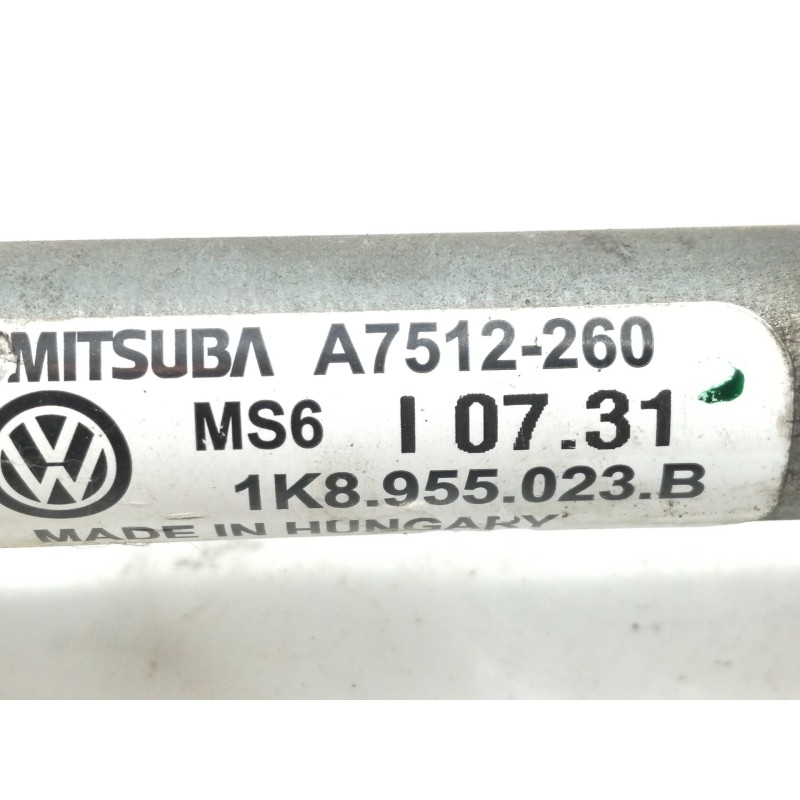 MITSUBA A7512-260
MS6 I 07.31
1K8.955.023.B
MADE IN HUNGARY